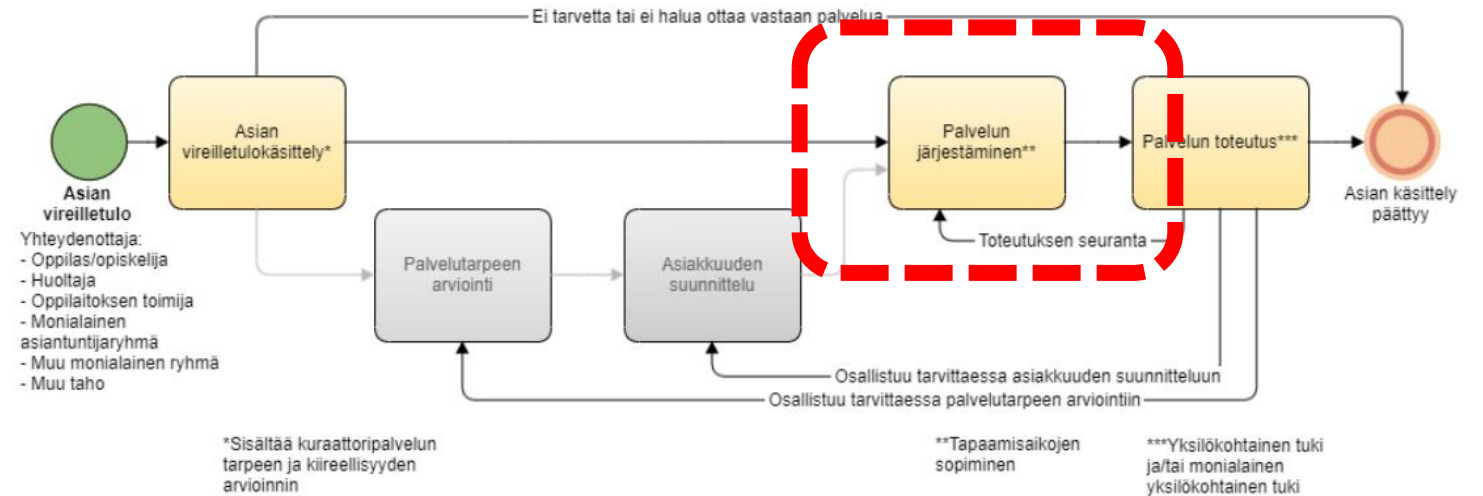 Ei tarvetta tai ei halua ottaa vastaan palvelua
Asian
vireilletulokäsittely*
Palvelun
järjestäminen**
Palvelun toteutus***
Asian
vireilletulo
Asian käsittely
päättyy
Yhteydenottaja:
- Oppilas/opiskelija
- Huoltaja
- Oppilaitoksen toimija
- Monialainen
asiantuntijaryhmä
- Muu monialainen ryhmä
- Muu taho
Toteutuksen seuranta
Palvelutarpeen
arviointi
Asiakkuuden
suunnittelu
Osallistuu tarvittaessa asiakkuuden suunnitteluun
Osallistuu tarvittaessa palvelutarpeen arviointiin
*Sisältää kuraattoripalvelun
tarpeen ja kiireellisyyden
arvioinnin
**Tapaamisaikojen
sopiminen
***Yksilökohtainen tuki
ja/tai monialainen
yksilökohtainen tuki